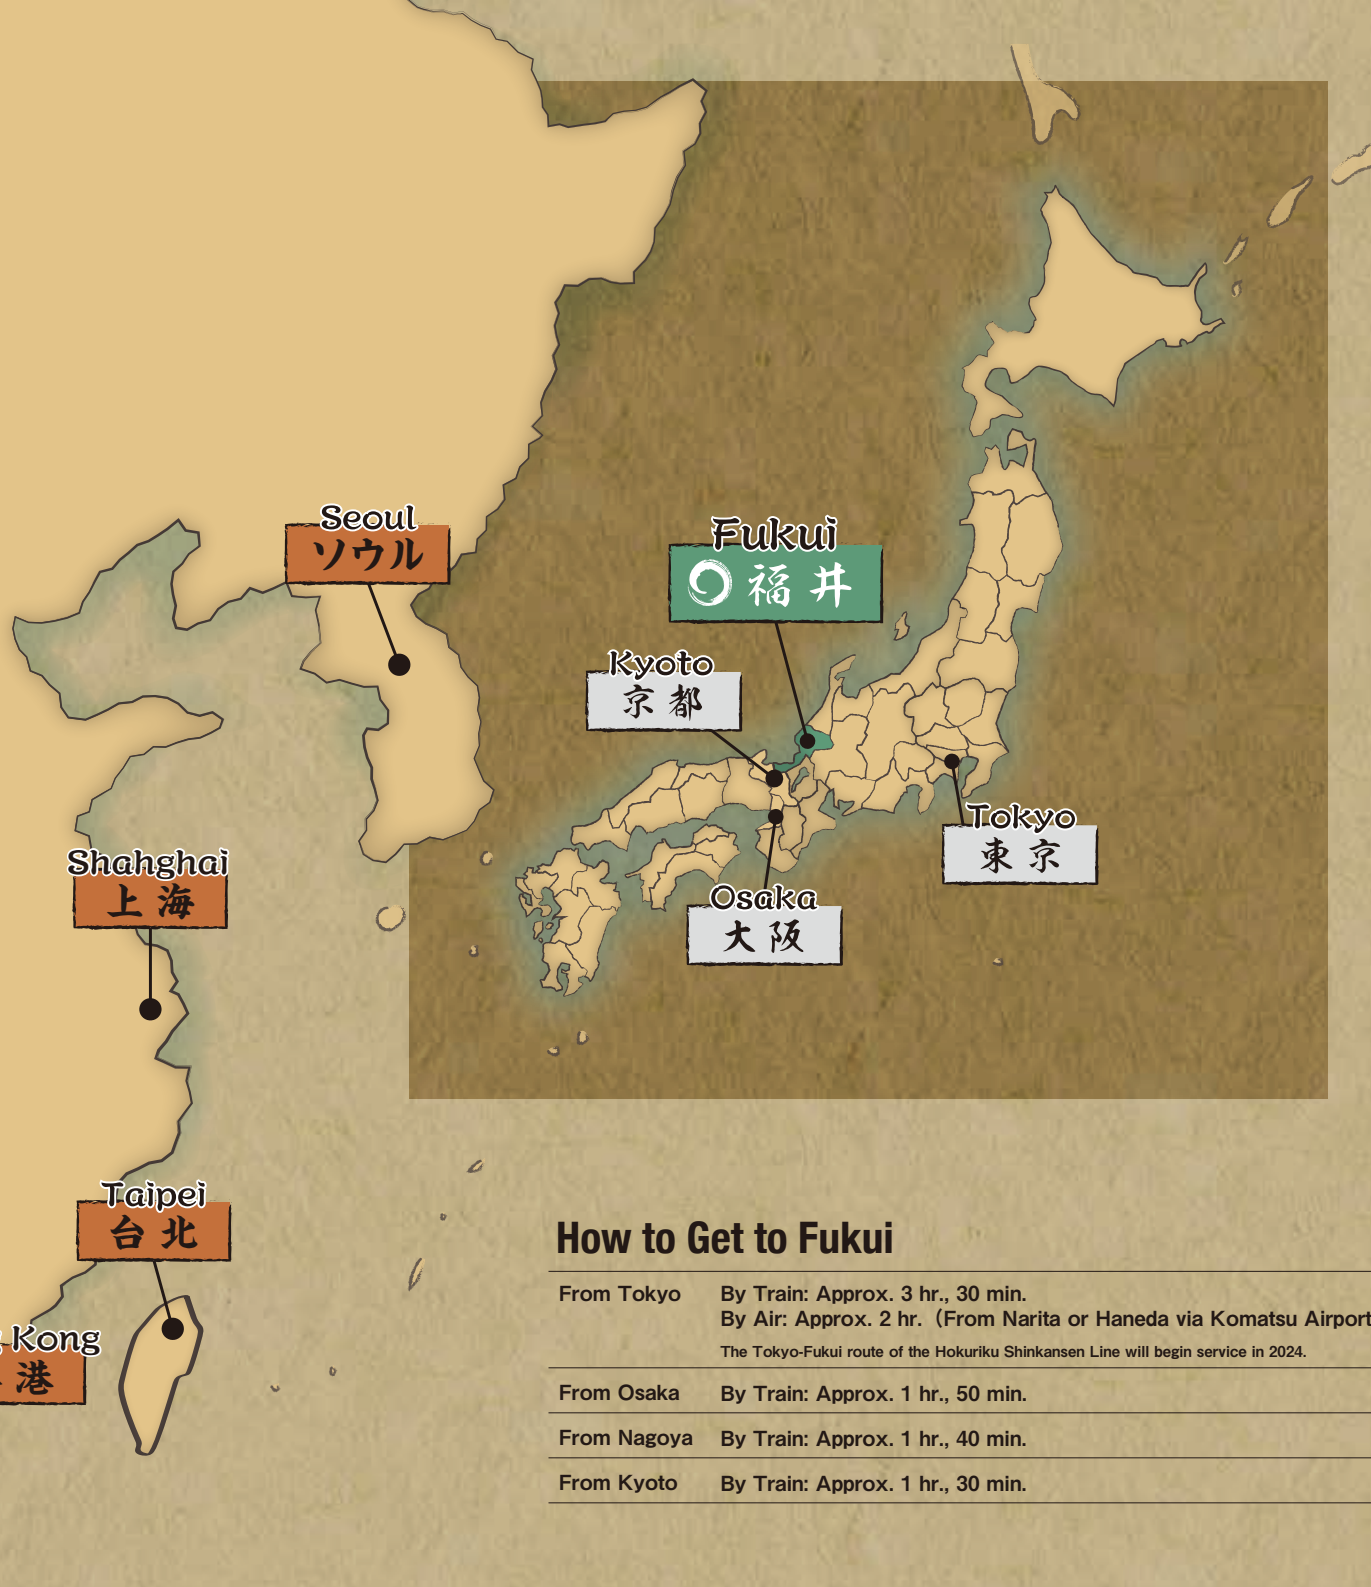 Seoul
ソウル
Fukui
福井
Kyoto
京都
Tokyo
東京
Shahghai
上海
Osaka
大阪
Taipei
台北
Kong
港
How to Get to Fukui
From Tokyo By Train: Approx. 3 hr., 30 min.
By Air: Approx. 2 hr. (From Narita or Haneda via Komatsu Airport
The Tokyo-Fukui route of the Hokuriku Shinkansen Line will begin service in 2024.
From Osaka By Train: Approx. 1 hr., 50 min.
From Nagoya By Train: Approx. 1 hr., 40 min.
From Kyoto By Train: Approx. 1 hr., 30 min.